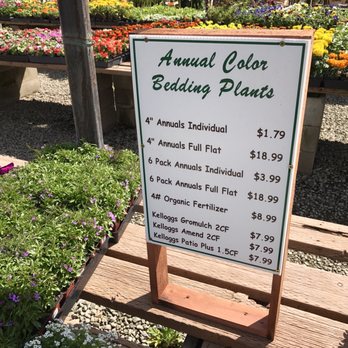 Annual Color
Bedding Plants
4" Annuals Individual $1.79
4" Annuals Full Flat $18.99
6 Pack Annuals Individual $3.99
6 Pack Annuals Full Flat $18.99
4# Organic Fertilizer $8.99
Kelloggs Gromulch 2CF $7.99
Kelloggs Amend 2CF $7.99
Kelloggs Patio Plus 1.5CF $7.99